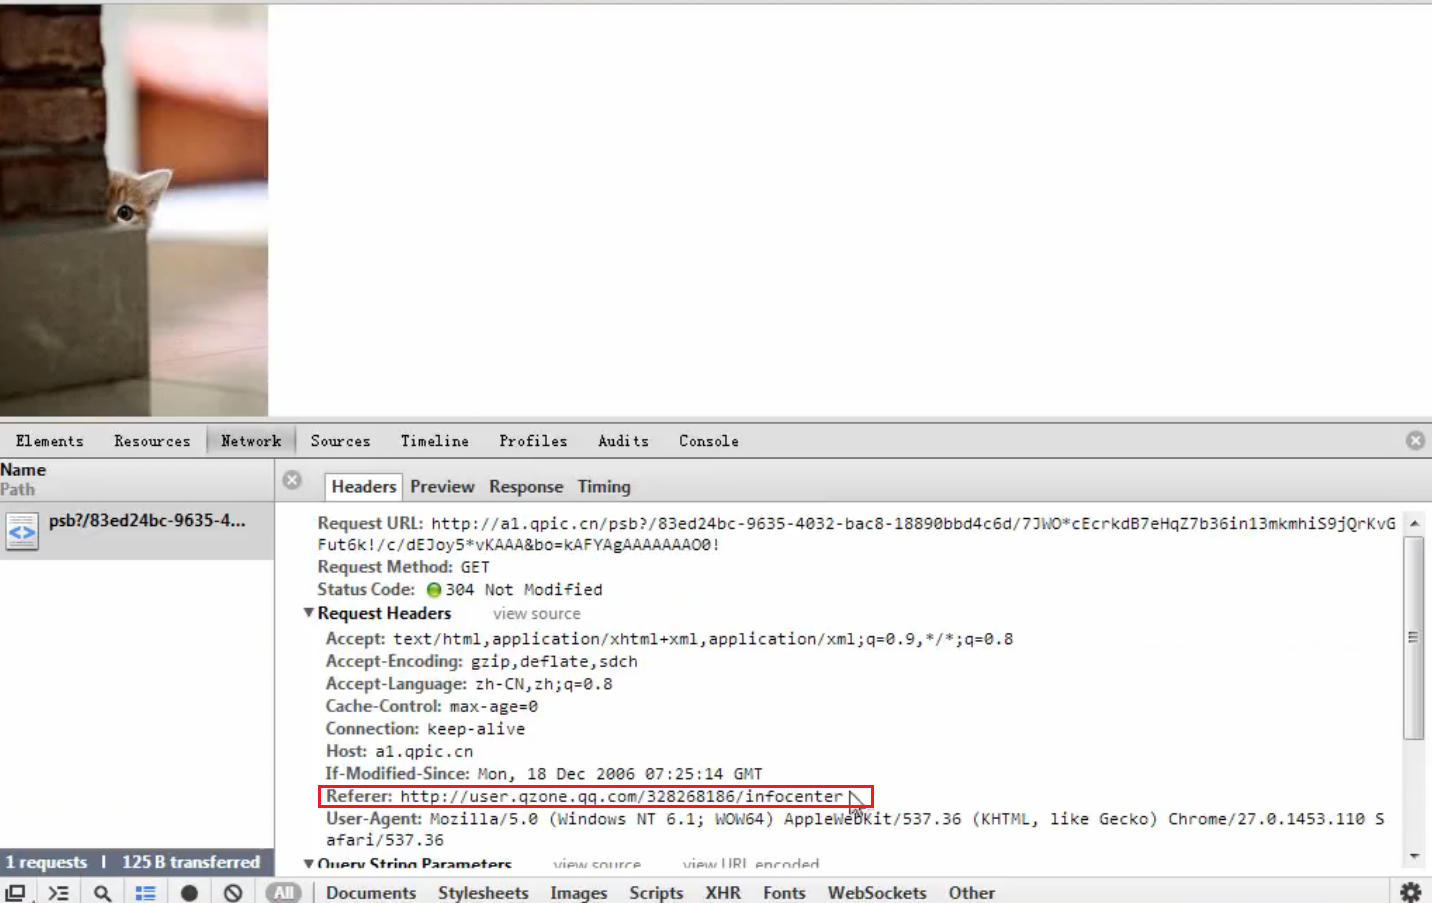 Elements Resources Network Sources Timeline Profiles Audits Console
Name
Path
Headers Preview Response Timing
psb?/83ed24bc-9635-4...
Request URL: http://a1.qpic.cn/psb?/83ed24bc-9635-4032-bac8-18890bbd4c6d/7JWO*cEcrkdB7eHqZ7b36in13mkmhiS9jQrKvG
Fut6k!/c/dEJoy5*vKAAA&bo=kAFYAgAAAAAAAO0!
Request Method: GET
Status Code: 304 Not Modified
Request Headers view source
Accept: text/html,application/xhtml+xml,application/xml;q=0.9,*/*;q=0.8
Accept-Encoding: gzip,deflate,sdch
Accept-Language: zh-CN,zh;q=0.8
Cache-Control: max-age=0
Connection: keep-alive
Host: a1.qpic.cn
If-Modified-Since: Mon, 18 Dec 2006 07:25:14 GMT
Referer: http://user.qzone.qq.com/328268186/infocenter
User-Agent: Mozilla/5.0 (Windows NT 6.1; WOW64) AppleWebKit/537.36 (KHTML, like Gecko) Chrome/27.0.1453.110 S
afari/537.36
Query String Parameters view source view URL encoded
1 requests | 125 B transferred
All Documents Stylesheets Images Scripts XHR Fonts WebSockets Other